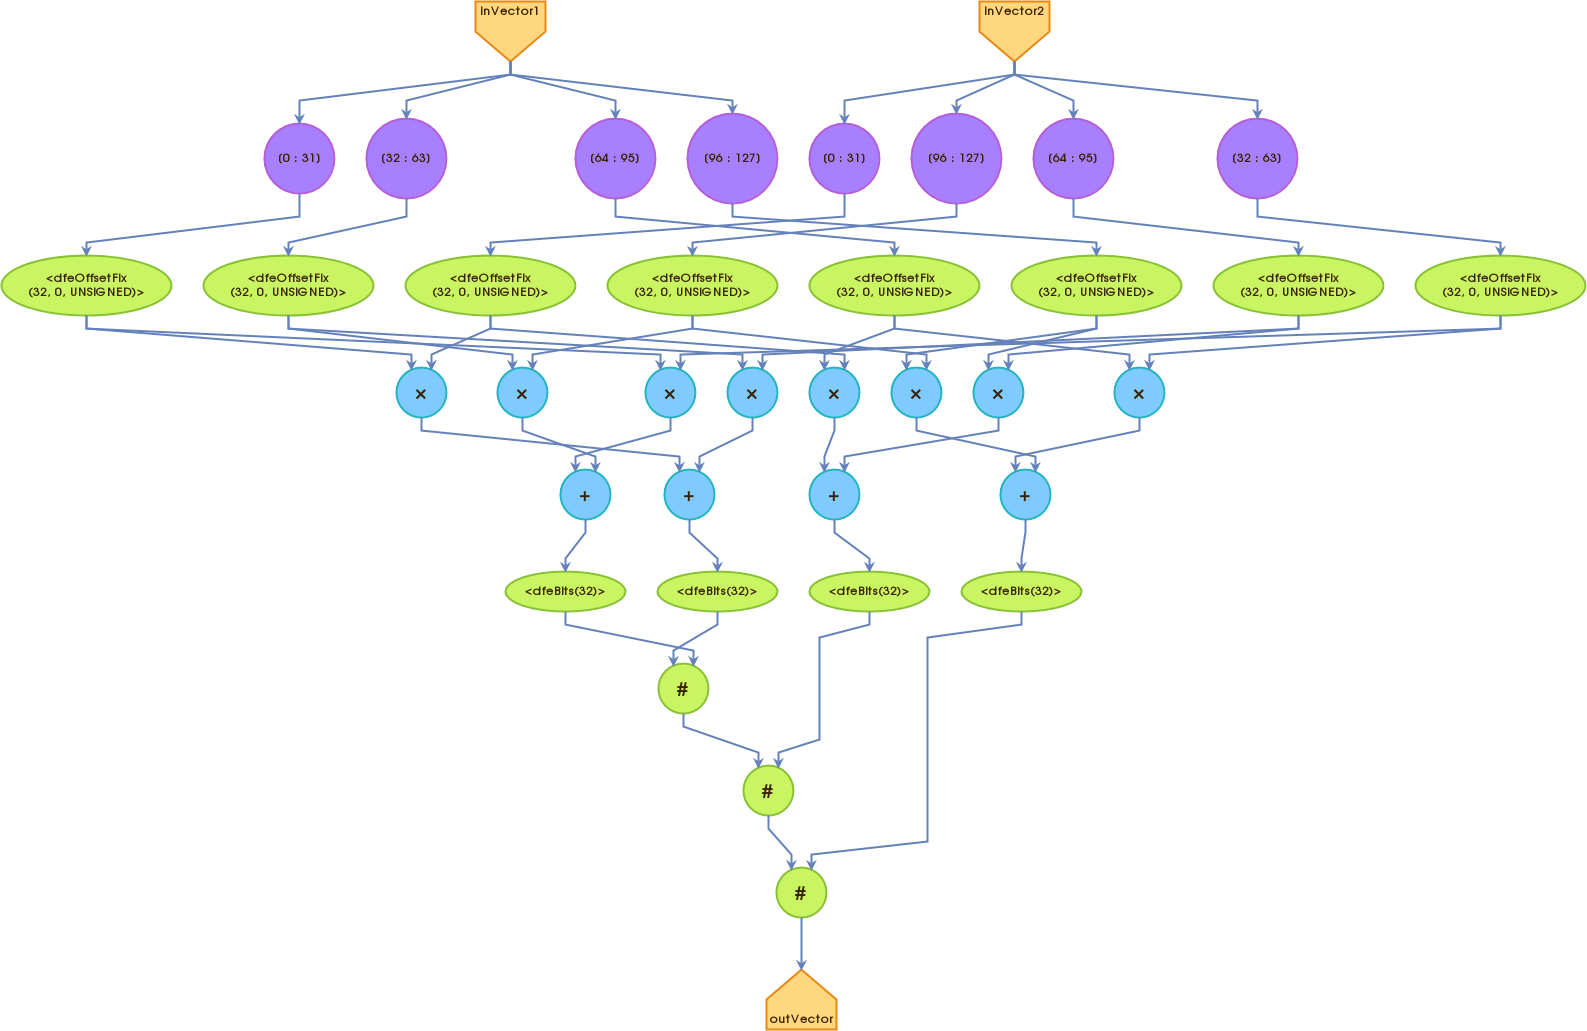 inVector1
inVector2
[0 : 31]
[32 : 63]
[64 : 95]
[96 : 127]
[0 : 31]
[96 : 127]
[64 : 95]
[32 : 63]
<dfeOffsetFix
(32, 0, UNSIGNED)>
<dfeOffsetFix
(32, 0, UNSIGNED)>
<dfeOffsetFix
(32, 0, UNSIGNED)>
<dfeOffsetFix
(32, 0, UNSIGNED)>
<dfeOffsetFix
(32, 0, UNSIGNED)>
<dfeOffsetFix
(32, 0, UNSIGNED)>
<dfeOffsetFix
(32, 0, UNSIGNED)>
<dfeOffsetFix
(32, 0, UNSIGNED)>
×
×
×
×
×
×
×
×
+
+
+
+
<dfeBits(32)>
<dfeBits(32)>
<dfeBits(32)>
<dfeBits(32)>
#
#
#
outVector